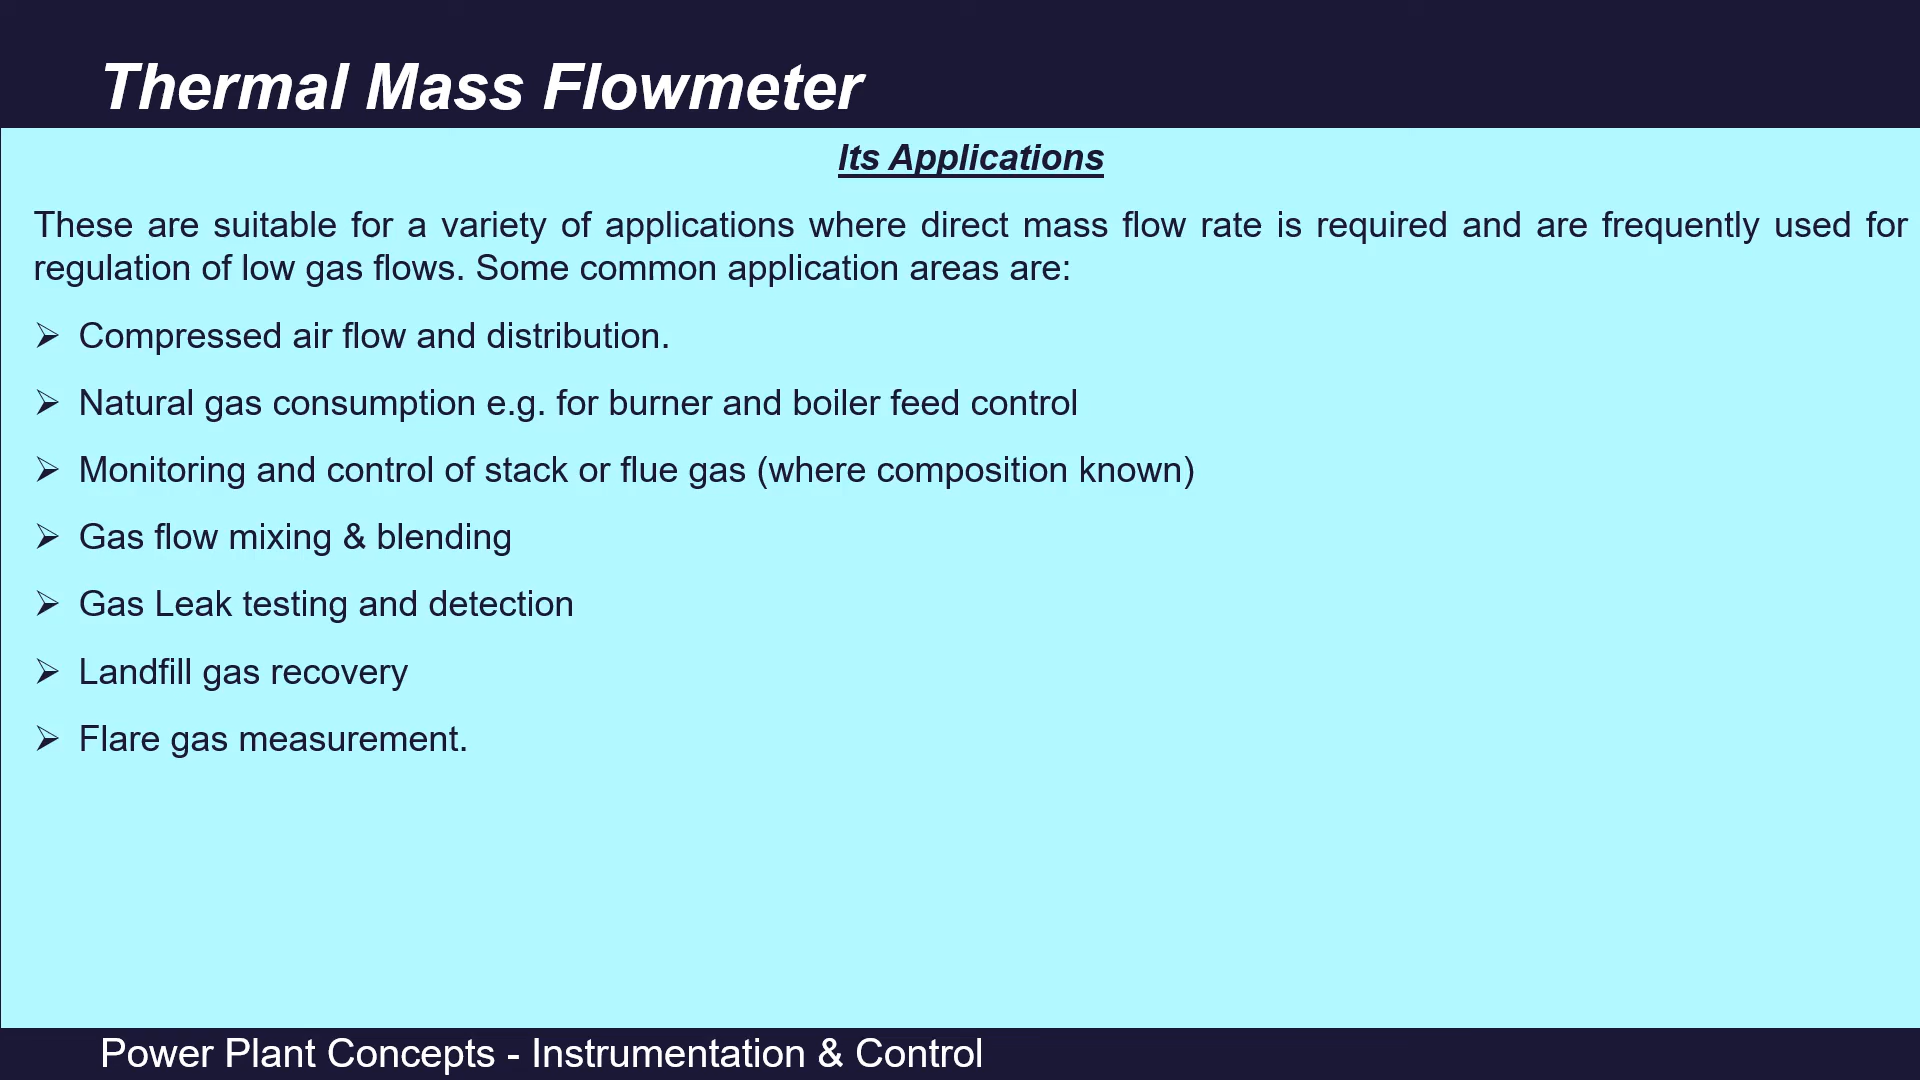 Thermal Mass Flowmeter
Its Applications
These are suitable for a variety of applications where direct mass flow rate is required and are frequently used for
regulation of low gas flows. Some common application areas are:
➢ Compressed air flow and distribution.
➢ Natural gas consumption e.g. for burner and boiler feed control
➢ Monitoring and control of stack or flue gas (where composition known)
➢ Gas flow mixing & blending
➢ Gas Leak testing and detection
➢ Landfill gas recovery
➢ Flare gas measurement.
Power Plant Concepts - Instrumentation & Control